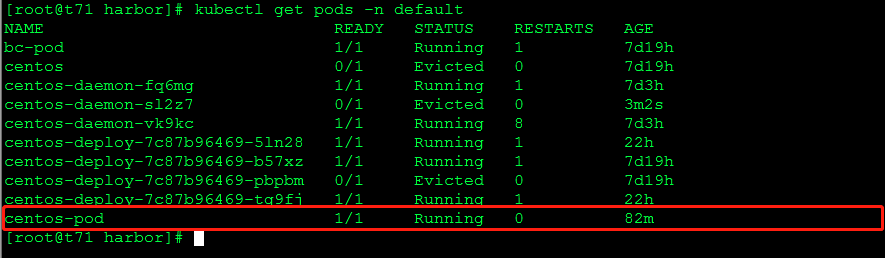 [root@t71 harbor]# kubectl get pods -n default
NAME READY STATUS RESTARTS AGE
bc-pod 1/1 Running 1 7d19h
centos 0/1 Evicted 0 7d19h
centos-daemon-fq6mg 1/1 Running 1 7d3h
centos-daemon-sl2z7 0/1 Evicted 0 3m2s
centos-daemon-vk9kc 1/1 Running 8 7d3h
centos-deploy-7c87b96469-5ln28 1/1 Running 1 22h
centos-deploy-7c87b96469-b57xz 1/1 Running 1 7d19h
centos-deploy-7c87b96469-pbpbm 0/1 Evicted 0 7d19h
centos-deploy-7c87b96469-tg9fj 1/1 Running 1 22h
centos-pod 1/1 Running 0 82m
[root@t71 harbor]#